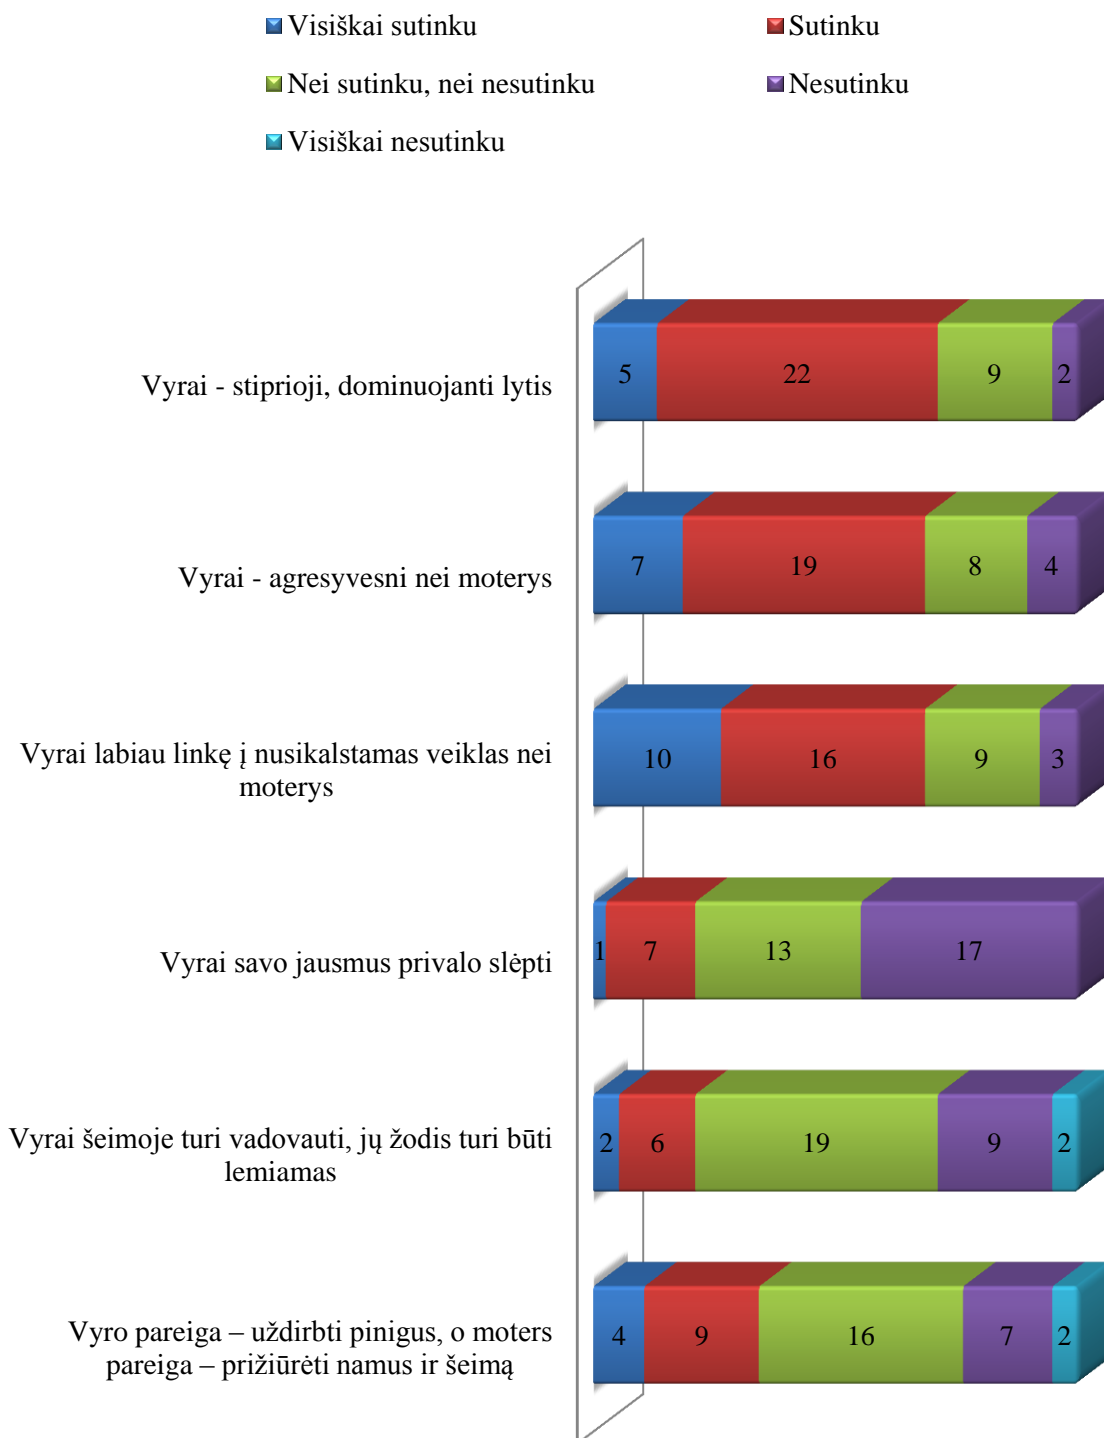 Visiškai sutinku
Sutinku
Nei sutinku, nei nesutinku
Nesutinku
Visiškai nesutinku
Vyrai - stiprioji, dominuojanti lytis
5 22 9 2
Vyrai - agresyvesni nei moterys
7 19 8 4
Vyrai labiau linkę į nusikalstamas veiklas nei
moterys
10 16 9 3
Vyrai savo jausmus privalo slėpti
1 7 13 17
Vyrai šeimoje turi vadovauti, jų žodis turi būti
lemiamas
2 6 19 9 2
Vyro pareiga – uždirbti pinigus, o moters
pareiga – prižiūrėti namus ir šeimą
4 9 16 7 2